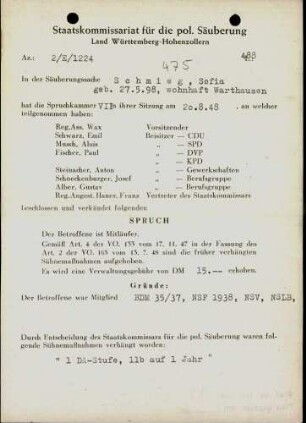 Staatskommissariat für die pol. Säuberung
Land Württemberg-Hohenzollern
Az.: 2/E/1224
488
475
In der Säuberungssache S c h m i e g , Sofia
geb. 27.5.98, wohnhaft Warthausen
hat die Spruchkammer VII in ihrer Sitzung am 20.8.48 , an welcher
teilgenommen haben:
Reg.Ass. Wax Vorsitzender
Schwarz, Emil Beisitzer — CDU
Munch, Alois „ — SPD
Fischer, Paul „ — DVP
„ — KPD
Steinacher, Anton „ — Gewerkschaften
Schneckenburger, Josef „ — Berufsgruppe
Alber, Gustav „ — Berufsgruppe
Reg.Angest. Franz Vertreter des Staatskommissars
beschlossen und verkündet folgenden
SPRUCH
Der Betroffene ist Mitläufer.
Gemäß Art. 4 der VO. 133 vom 17. 11. 47 in der Fassung des
Art. 2 der VO. 165 vom 13. 7. 48 sind die früher verhängten
Sühnemaßnahmen aufgehoben.
Es wird eine Verwaltungsgebühr von DM 15.-- erhoben.
Gründe:
Der Betroffene war Mitglied BDM 35/37, NSF 1938, NSV, NSLB,
Durch Entscheidung des Staatskommissars für die pol. Säuberung waren fol-
gende Sühnemaßnahmen verhängt worden:
" 1 DA-Stufe, 11b auf 1 Jahr "